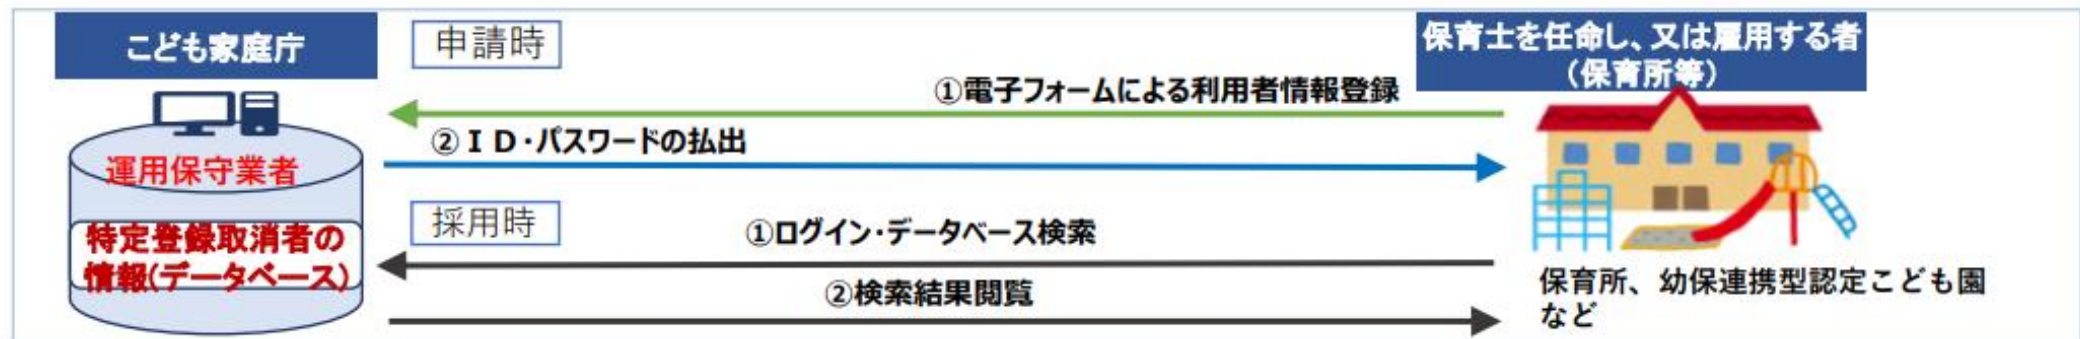 こども家庭庁
申請時
保育士を任命し、又は雇用する者
（保育所等）
①電子フォームによる利用者情報登録
②ＩＤ・パスワードの払出
運用保守業者
特定登録取消者の
情報(データベース)
採用時
①ログイン・データベース検索
②検索結果閲覧
保育所、幼保連携型認定こども園
など